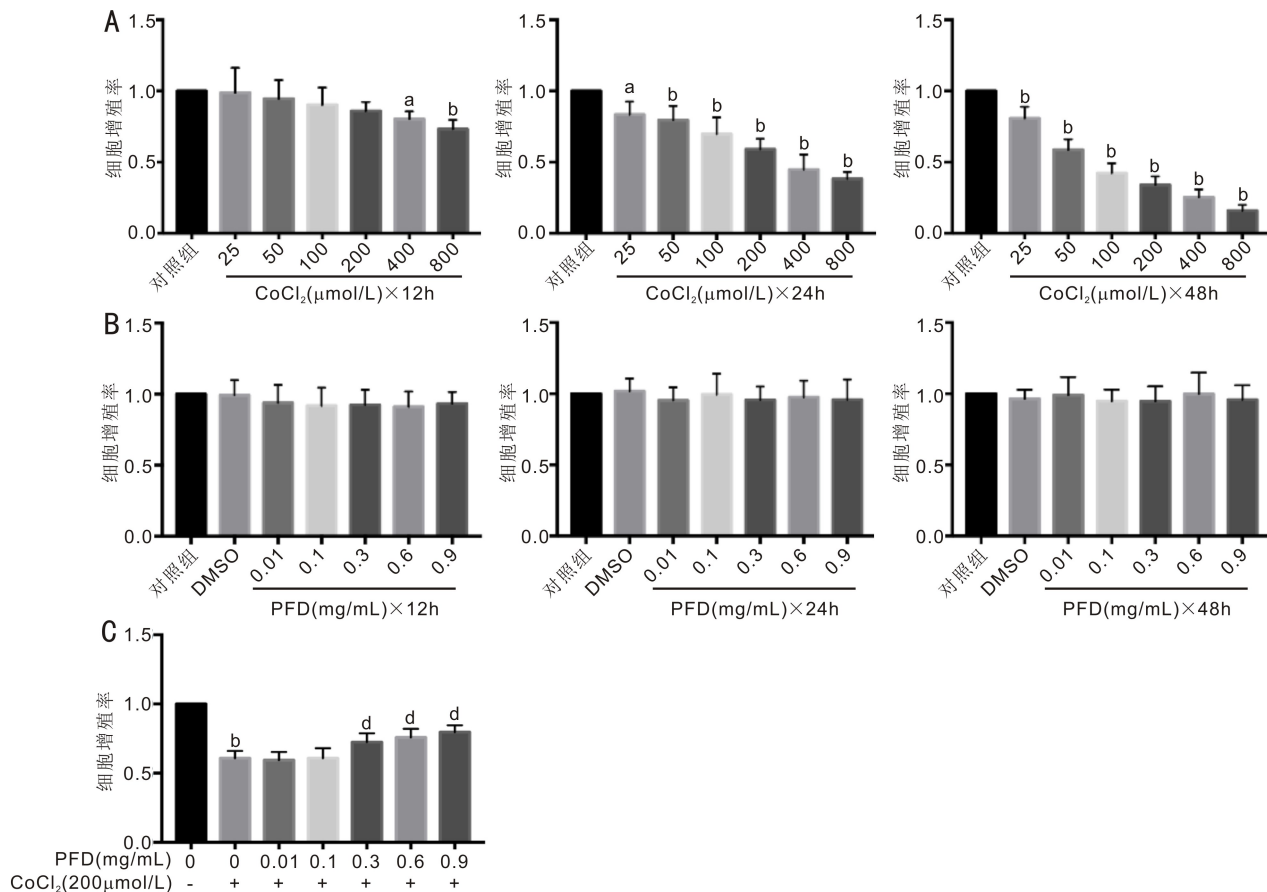 A
1.5
1.0
0.5
0.0
细胞增殖率
a
b
对照组
25
50
100
200
400
800
CoCl₂(μmol/L)×12h
1.5
1.0
0.5
0.0
细胞增殖率
a
b
b
b
b
b
对照组
25
50
100
200
400
800
CoCl₂(μmol/L)×24h
1.5
1.0
0.5
0.0
细胞增殖率
b
b
b
b
b
b
对照组
25
50
100
200
400
800
CoCl₂(μmol/L)×48h
B
1.5
1.0
0.5
0.0
细胞增殖率
对照组
DMSO
0.01
0.1
0.3
0.6
0.9
PFD(mg/mL)×12h
1.5
1.0
0.5
0.0
细胞增殖率
对照组
DMSO
0.01
0.1
0.3
0.6
0.9
PFD(mg/mL)×24h
1.5
1.0
0.5
0.0
细胞增殖率
对照组
DMSO
0.01
0.1
0.3
0.6
0.9
PFD(mg/mL)×48h
C
1.5
1.0
0.5
0.0
细胞增殖率
b
d
d
d
PFD(mg/mL) 0 0 0.01 0.1 0.3 0.6 0.9
CoCl₂(200μmol/L) - + + + + + +